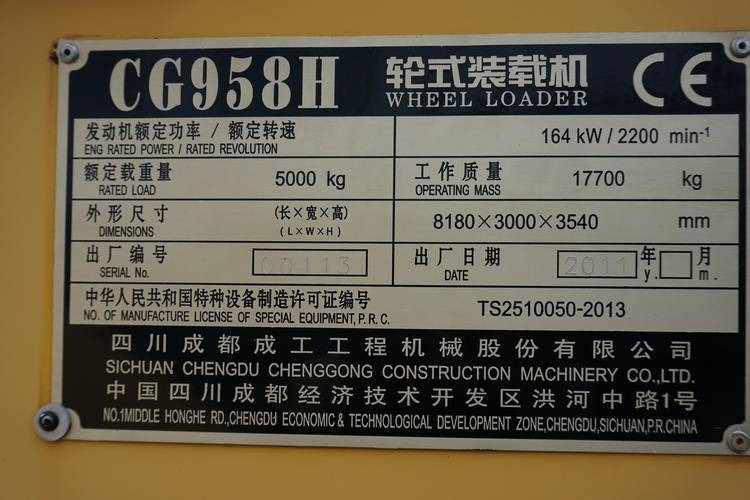 CG958H 轮式装载机 CE
WHEEL LOADER
发动机额定功率 / 额定转速 164 kW / 2200 min-1
ENG RATED POWER / RATED REVOLUTION
额定载重量 5000 kg 工作质量 17700 kg
RATED LOAD OPERATING MASS
外形尺寸 (长×宽×高) 8180×3000×3540 mm
DIMENSIONS (L×W×H)
出厂编号 00113 出厂日期 2011 年 月
SERIAL No. DATE y. m.
中华人民共和国特种设备制造许可证编号 TS2510050-2013
NO. OF MANUFACTURE LICENSE OF SPECIAL EQUIPMENT, P.R.C.
四川成都成工工程机械股份有限公司
SICHUAN CHENGDU CHENGGONG CONSTRUCTION MACHINERY CO.,LTD.
中国四川成都经济技术开发区洪河中路1号
NO.1MIDDLE HONGHE RD.,CHENGDU ECONOMIC & TECHNOLOGICAL DEVELOPMENT ZONE,CHENGDU,SICHUAN,P.R.CHINA